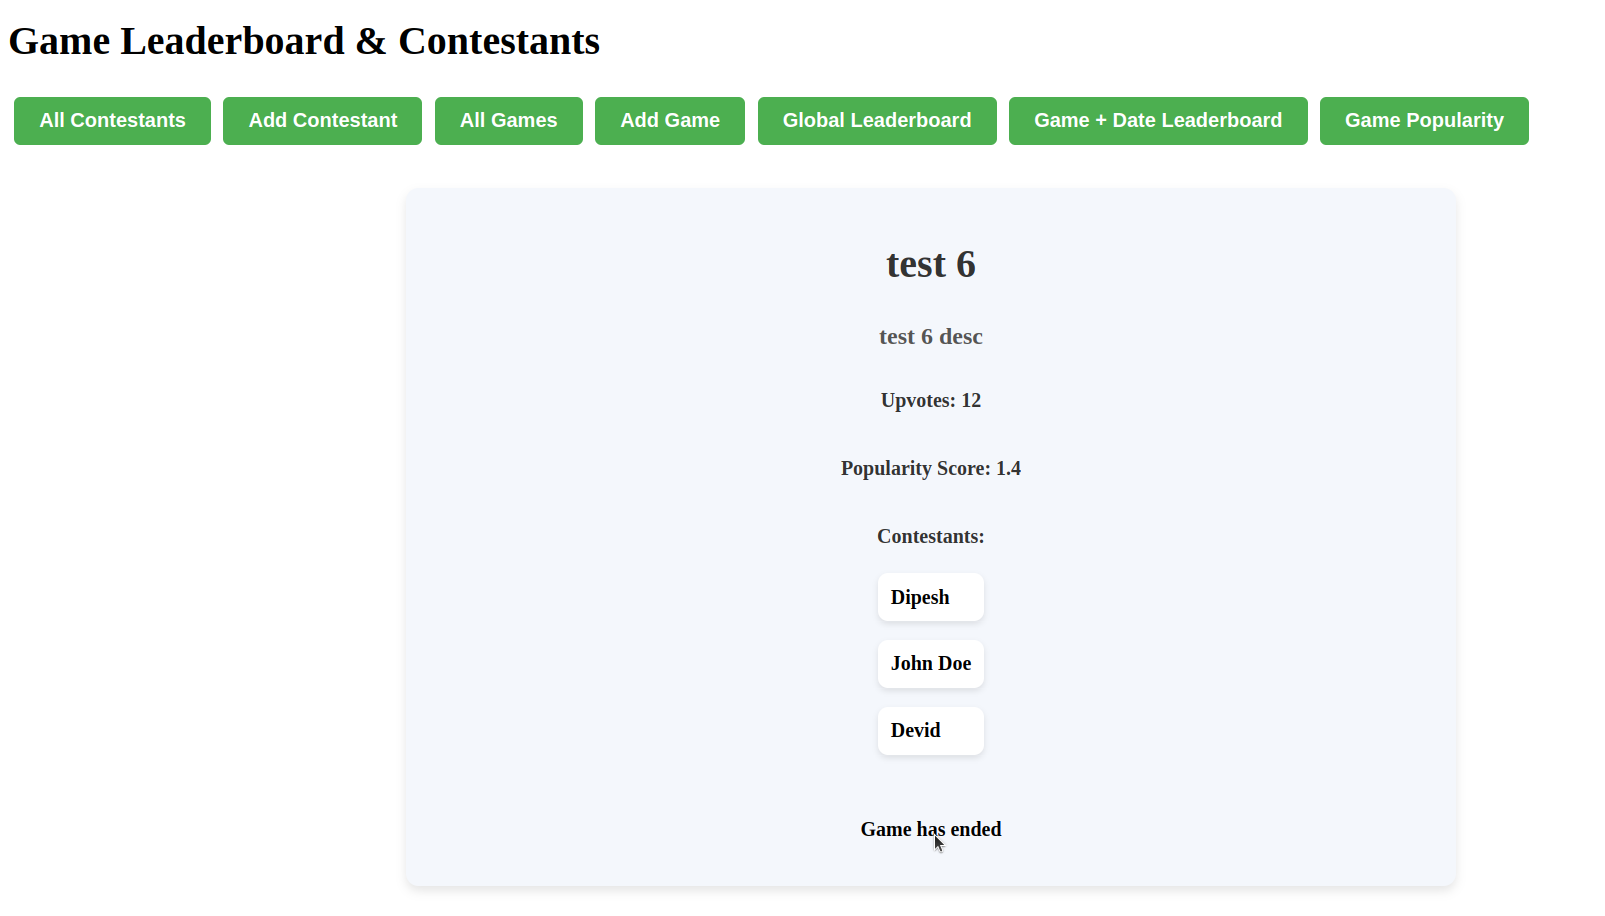 Game Leaderboard & Contestants
All Contestants Add Contestant All Games Add Game Global Leaderboard Game + Date Leaderboard Game Popularity
test 6
test 6 desc
Upvotes: 12
Popularity Score: 1.4
Contestants:
Dipesh
John Doe
Devid
Game has ended